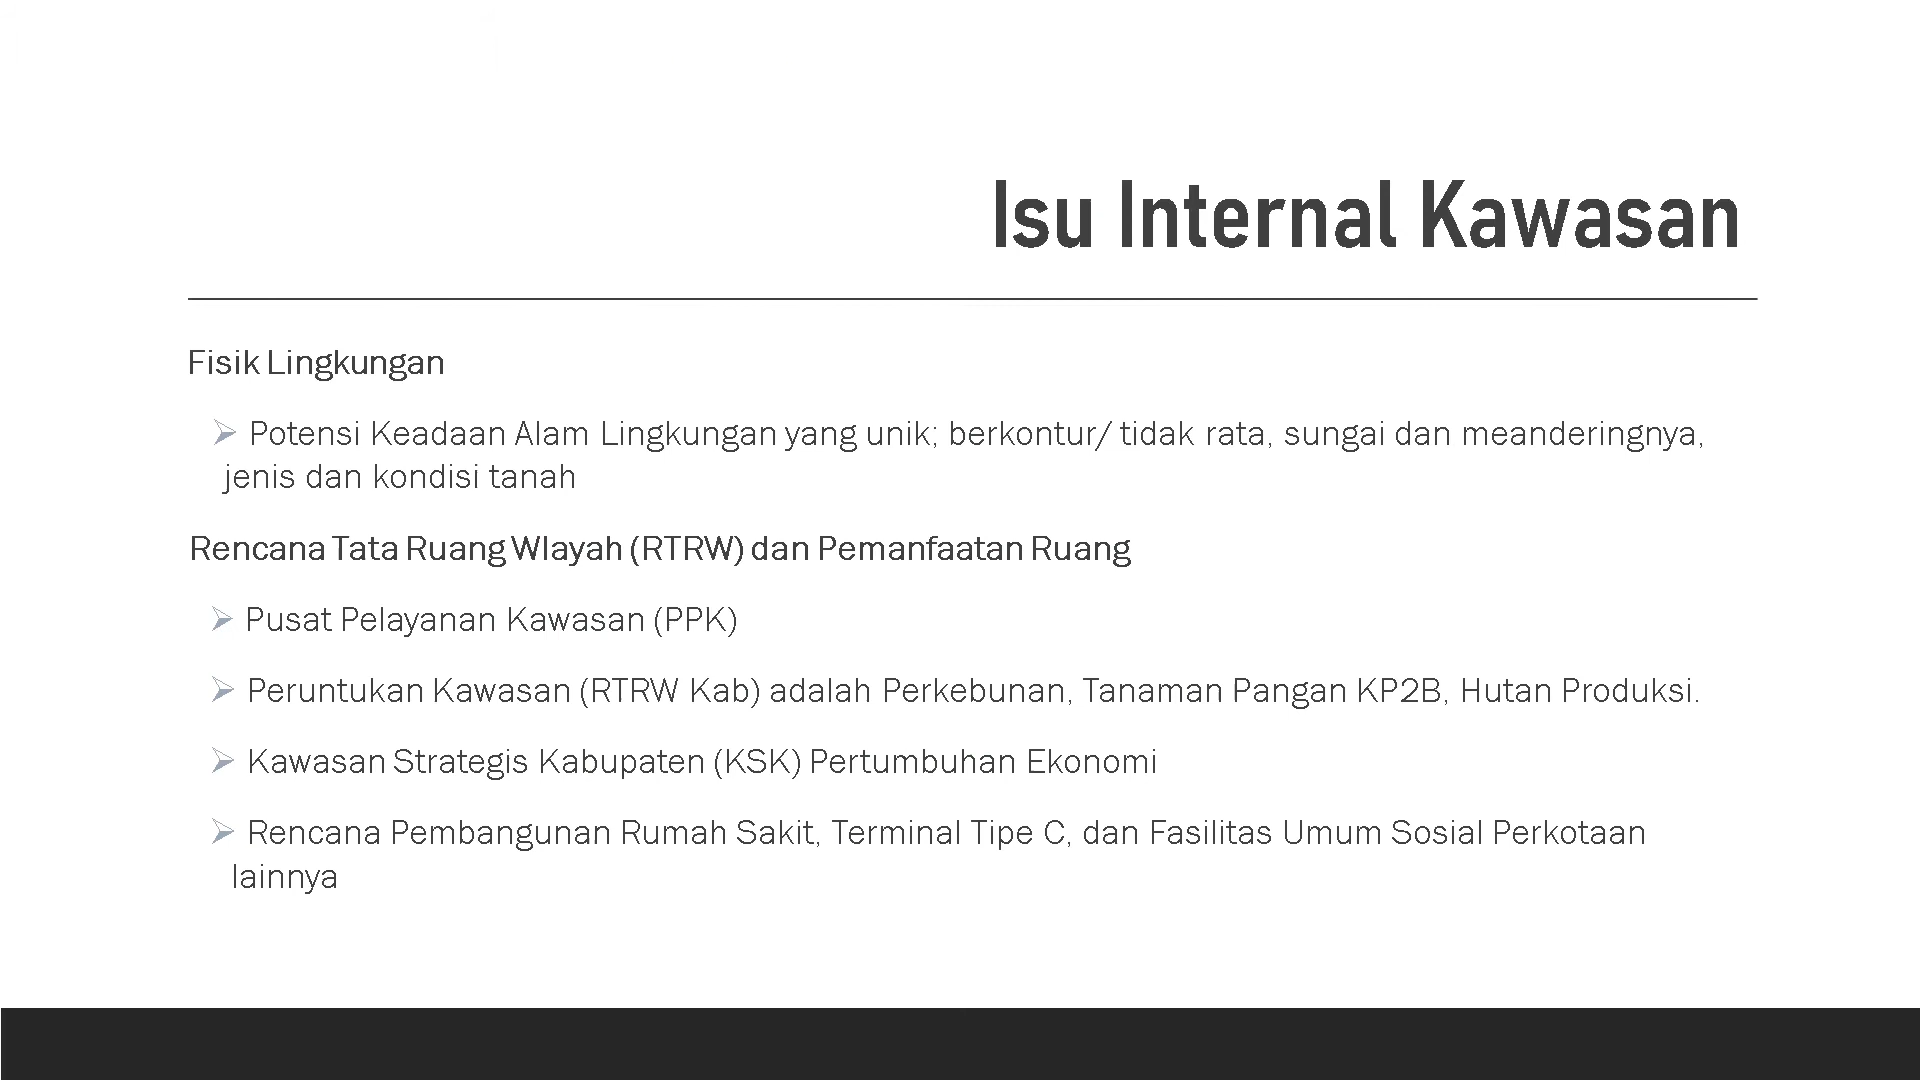 Isu Internal Kawasan
Fisik Lingkungan
➢ Potensi Keadaan Alam Lingkungan yang unik; berkontur/ tidak rata, sungai dan meanderingnya,
jenis dan kondisi tanah
Rencana Tata Ruang WIayah (RTRW) dan Pemanfaatan Ruang
➢ Pusat Pelayanan Kawasan (PPK)
➢ Peruntukan Kawasan (RTRW Kab) adalah Perkebunan, Tanaman Pangan KP2B, Hutan Produksi.
➢ Kawasan Strategis Kabupaten (KSK) Pertumbuhan Ekonomi
➢ Rencana Pembangunan Rumah Sakit, Terminal Tipe C, dan Fasilitas Umum Sosial Perkotaan
lainnya